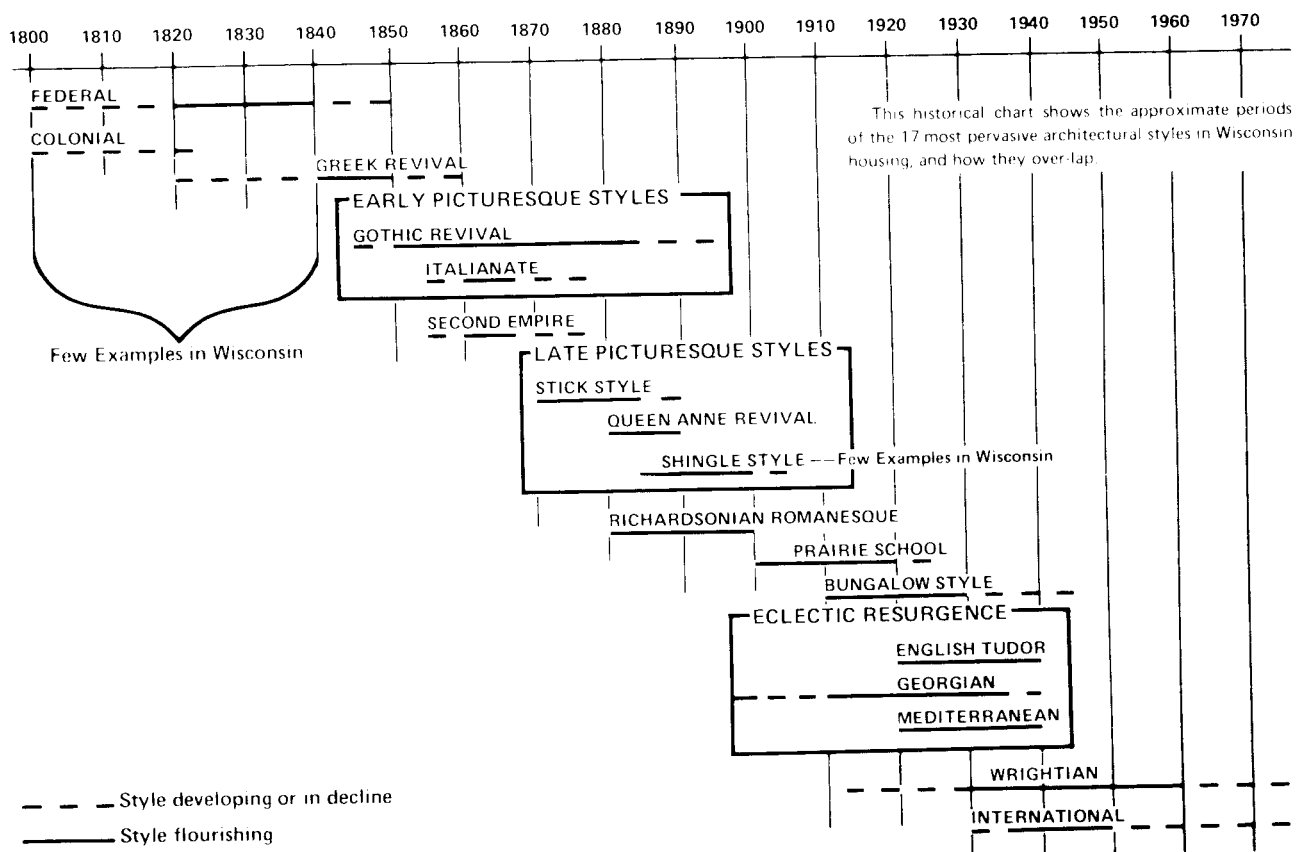 1800 1810 1820 1830 1840 1850 1860 1870 1880 1890 1900 1910 1920 1930 1940 1950 1960 1970
FEDERAL
This historical chart shows the approximate periods
of the 17 most pervasive architectural styles in Wisconsin
housing, and how they over-lap.
COLONIAL
GREEK REVIVAL
EARLY PICTURESQUE STYLES
GOTHIC REVIVAL
ITALIANATE
SECOND EMPIRE
Few Examples in Wisconsin
LATE PICTURESQUE STYLES
STICK STYLE
QUEEN ANNE REVIVAL
SHINGLE STYLE -- Few Examples in Wisconsin
RICHARDSONIAN ROMANESQUE
PRAIRIE SCHOOL
BUNGALOW STYLE
ECLECTIC RESURGENCE
ENGLISH TUDOR
GEORGIAN
MEDITERRANEAN
WRIGHTIAN
INTERNATIONAL
Style developing or in decline
Style flourishing